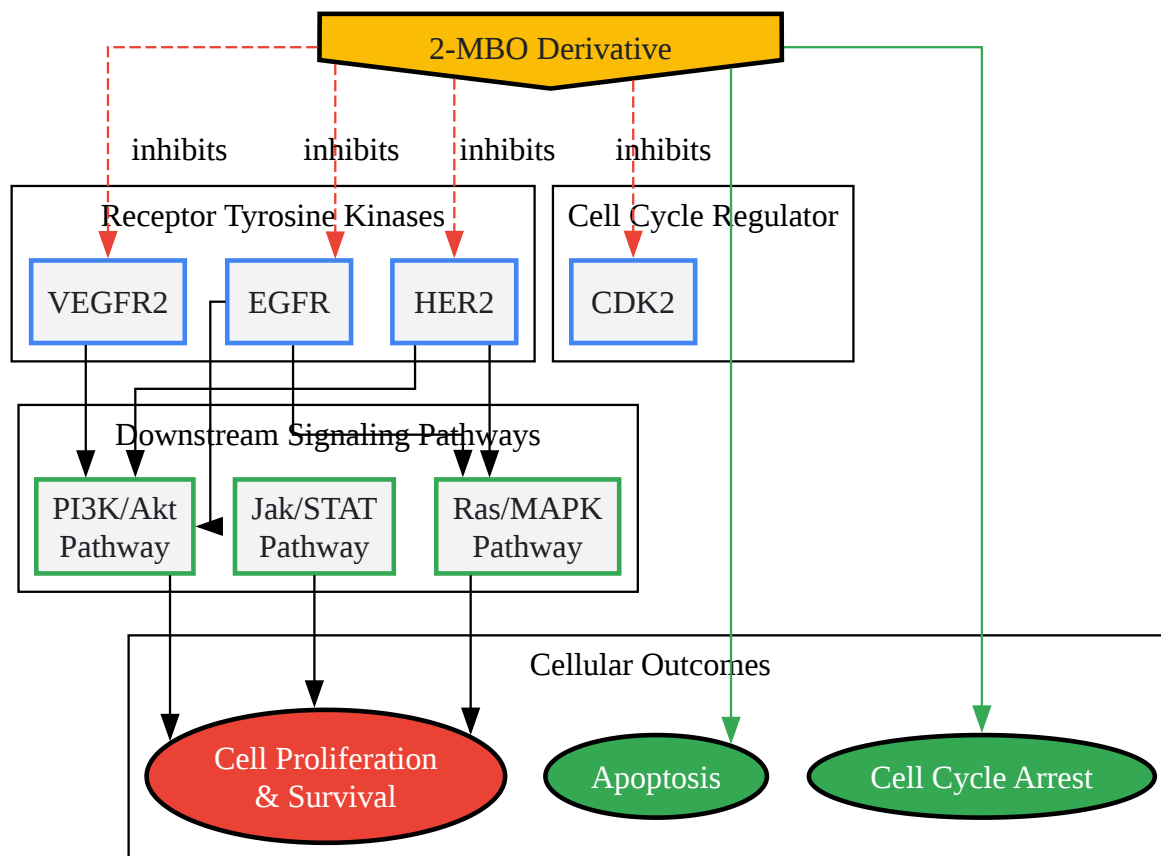 2-MBO Derivative
inhibits
inhibits
inhibits
inhibits
Receptor Tyrosine Kinases
Cell Cycle Regulator
VEGFR2
EGFR
HER2
CDK2
Downstream Signaling Pathways
PI3K/Akt
Pathway
Jak/STAT
Pathway
Ras/MAPK
Pathway
Cellular Outcomes
Cell Proliferation
& Survival
Apoptosis
Cell Cycle Arrest